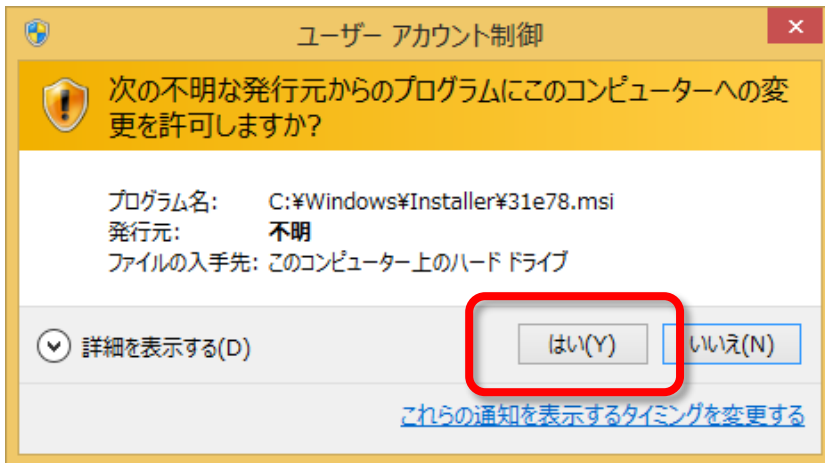 ユーザー アカウント制御
次の不明な発行元からのプログラムにこのコンピューターへの変
更を許可しますか?
プログラム名: C:¥Windows¥Installer¥31e78.msi
発行元: 不明
ファイルの入手先: このコンピューター上のハード ドライブ
詳細を表示する(D) はい(Y) いいえ(N)
これらの通知を表示するタイミングを変更する